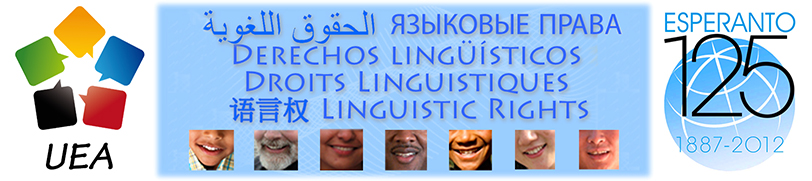 UEA
الحقوق اللغوية ЯЗЫКОВЫЕ ПРАВА
DERECHOS LINGÜÍSTICOS
DROITS LINGUISTIQUES
语言权 LINGUISTIC RIGHTS
ESPERANTO
125
1887-2012